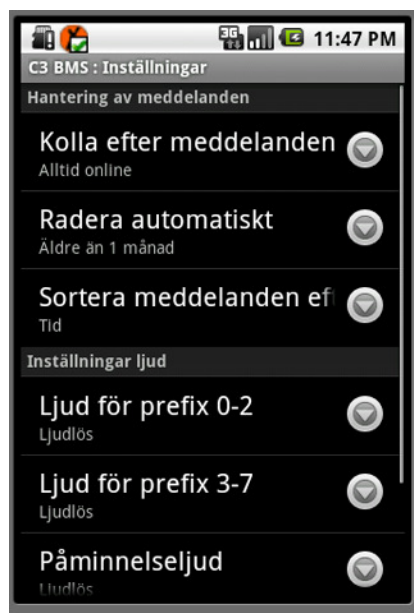 3G 11:47 PM
C3 BMS : Inställningar
Hantering av meddelanden
Kolla efter meddelanden
Alltid online
Radera automatiskt
Äldre än 1 månad
Sortera meddelanden ef
Tid
Inställningar ljud
Ljud för prefix 0-2
Ljudlös
Ljud för prefix 3-7
Ljudlös
Påminnelseljud
Ljudlös